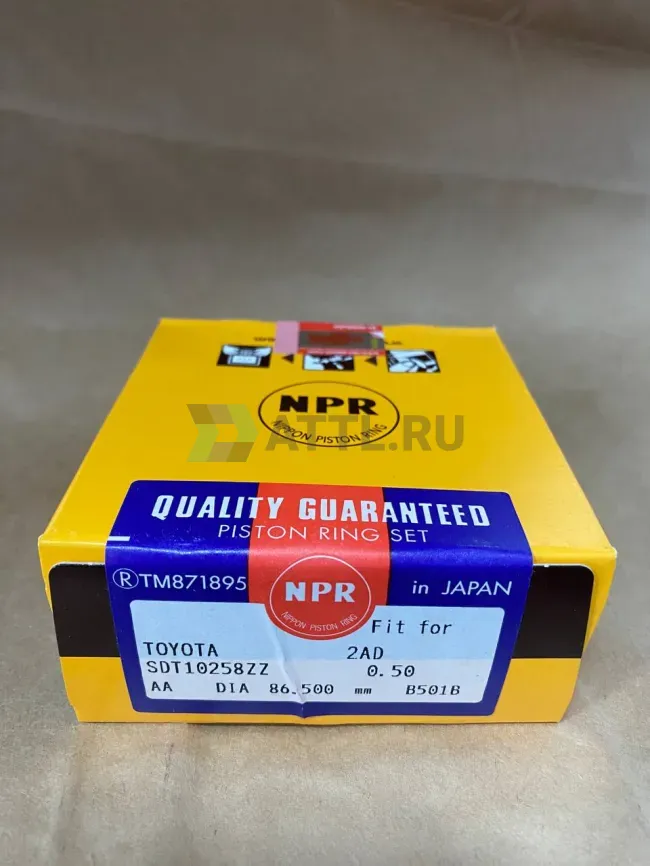 NPR
NIPPON PISTON RING
ATTL.RU
QUALITY GUARANTEED
PISTON RING SET
®TM871895
NPR
NIPPON PISTON RING
in JAPAN
Fit for
TOYOTA 2AD
SDT10258ZZ 0.50
AA DIA 86.500 mm B501B